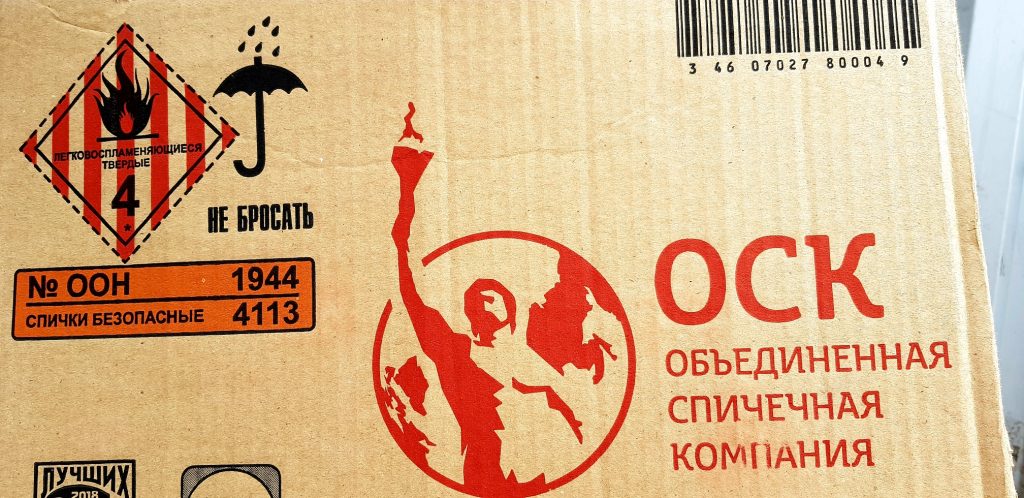 3 46 07027 80004 9
ЛЕГКОВОСПЛАМЕНЯЮЩИЕСЯ
ТВЕРДЫЕ
4
НЕ БРОСАТЬ
№ ООН 1944
СПИЧКИ БЕЗОПАСНЫЕ 4113
ОСК
ОБЪЕДИНЕННАЯ
СПИЧЕЧНАЯ
КОМПАНИЯ
ЛУЧШИХ
2018